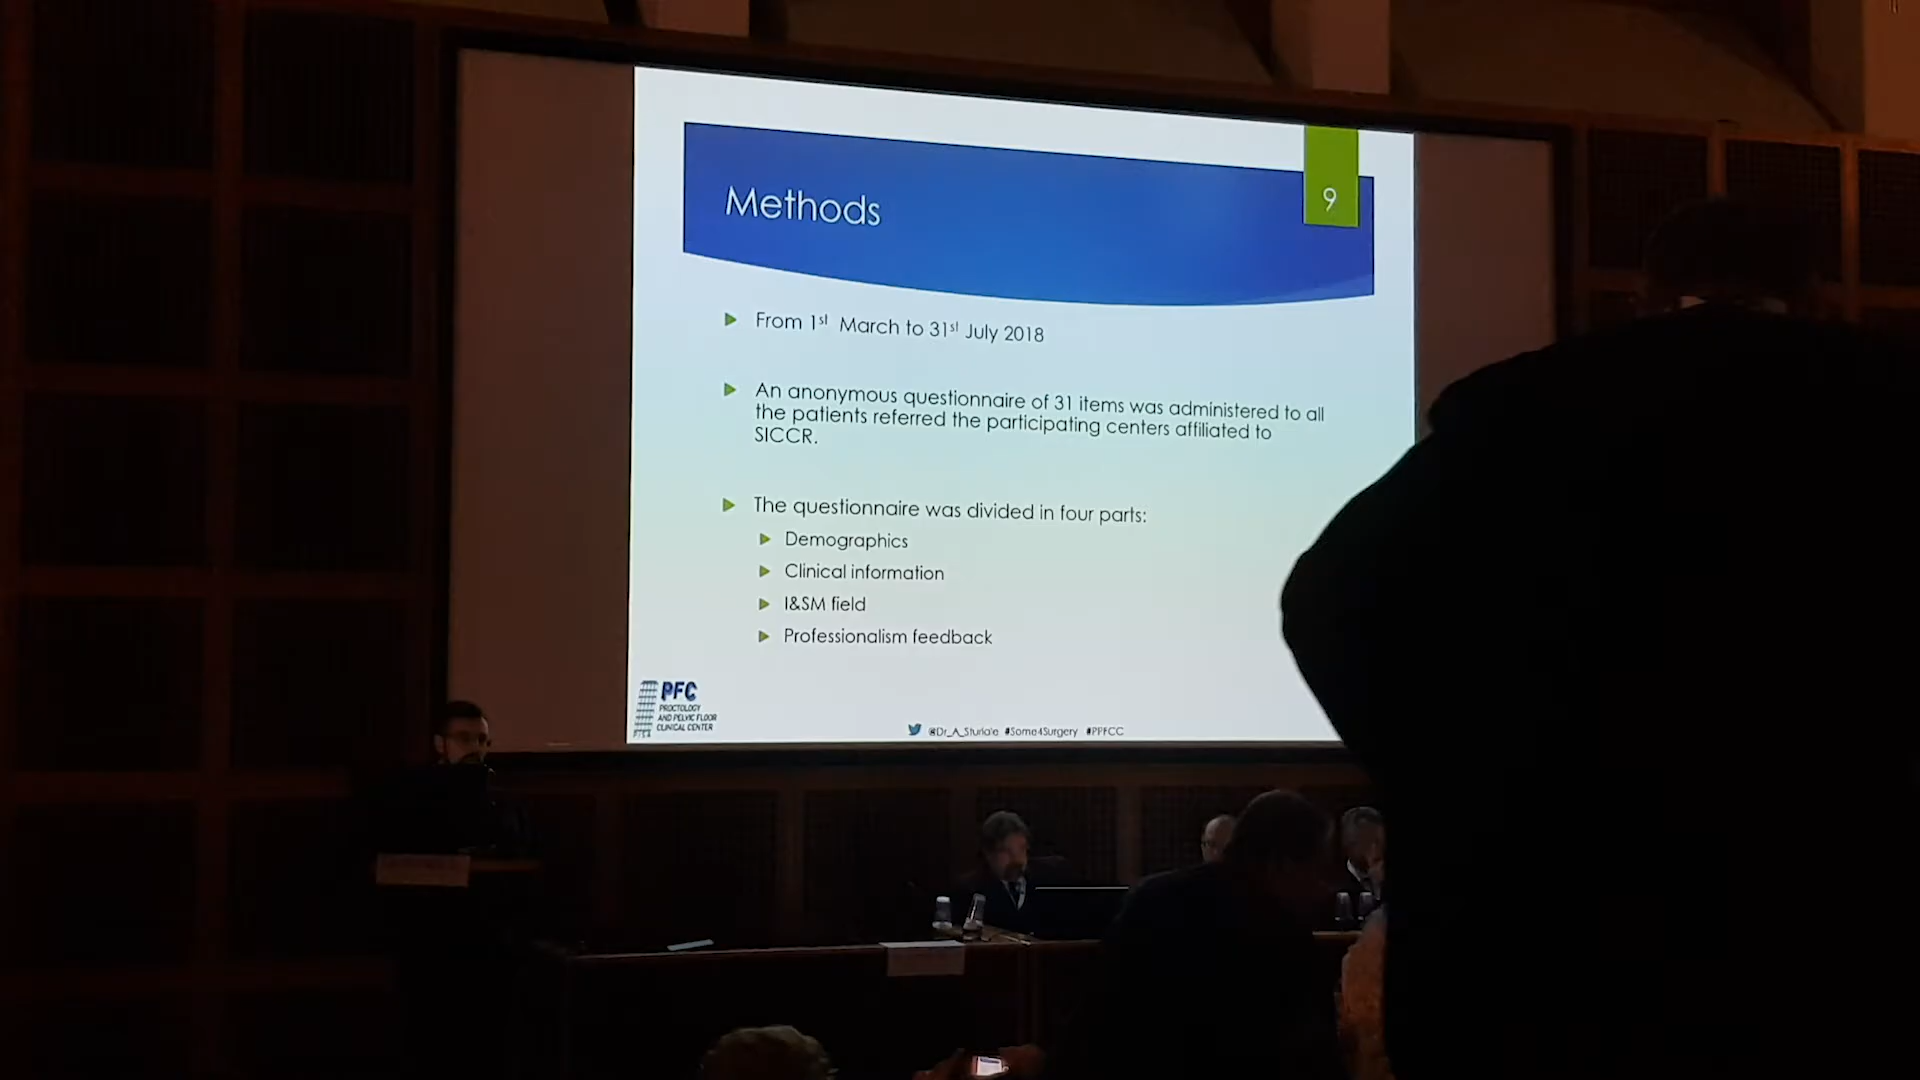 Methods
9
From 1st March to 31st July 2018
An anonymous questionnaire of 31 items was administered to all
the patients referred the participating centers affiliated to
SICCR.
The questionnaire was divided in four parts:
Demographics
Clinical information
I&SM field
Professionalism feedback
PFC
PROCTOLOGY
AND PELVIC FLOOR
CLINICAL CENTER
@Dr_A_Sturiale #Some4Surgery #PPFCC